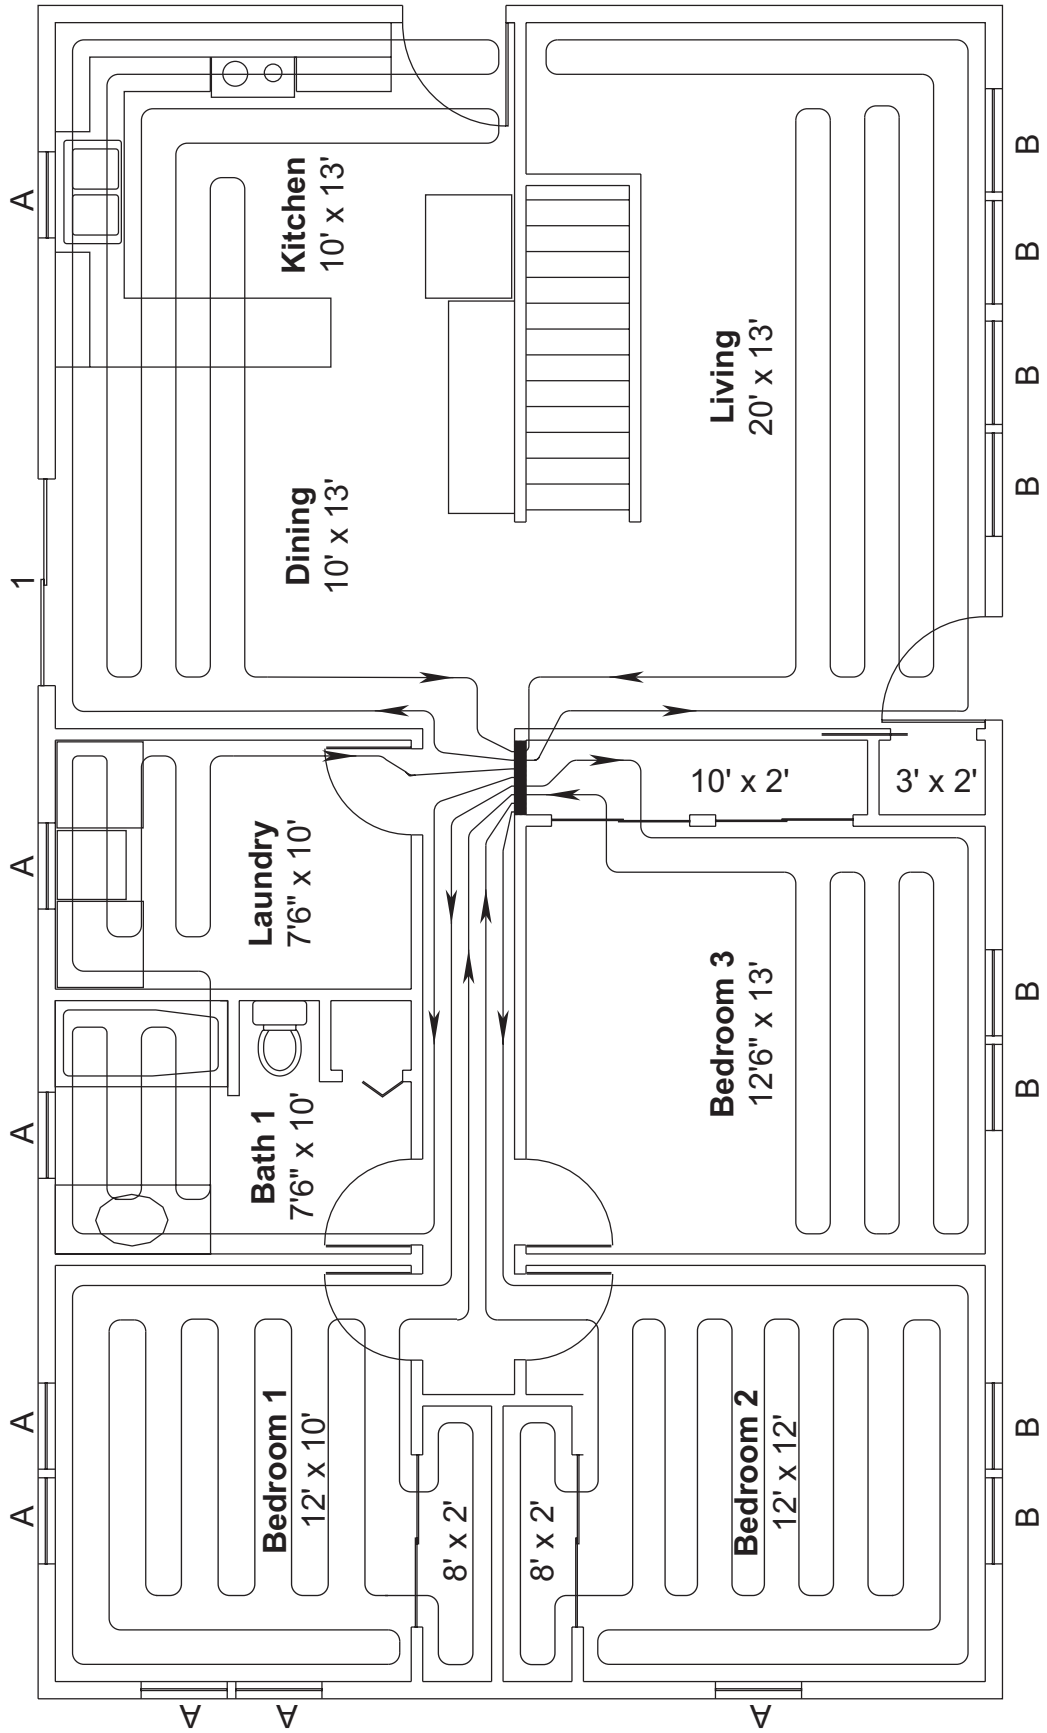 A
A
A
A
1
A
A
A
A
Bedroom 1
12' x 10'
Bath 1
7'6" x 10'
Laundry
7'6" x 10'
Dining
10' x 13'
Kitchen
10' x 13'
8' x 2'
8' x 2'
Bedroom 2
12' x 12'
Bedroom 3
12'6" x 13'
10' x 2'
3' x 2'
Living
20' x 13'
B
B
B
B
B
B
B
B